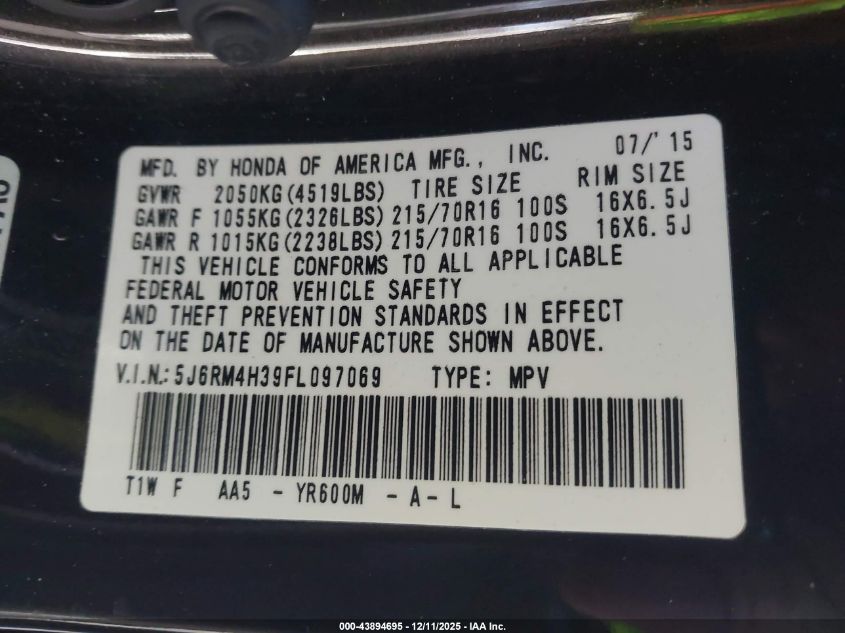 MFD. BY HONDA OF AMERICA MFG., INC. 07/'15
GVWR 2050KG(4519LBS) TIRE SIZE RIM SIZE
GAWR F 1055KG(2326LBS) 215/70R16 100S 16X6.5J
GAWR R 1015KG(2238LBS) 215/70R16 100S 16X6.5J
THIS VEHICLE CONFORMS TO ALL APPLICABLE
FEDERAL MOTOR VEHICLE SAFETY
AND THEFT PREVENTION STANDARDS IN EFFECT
ON THE DATE OF MANUFACTURE SHOWN ABOVE.
V.I.N.: 5J6RM4H39FL097069 TYPE: MPV
T1W F AA5 - YR600M - A - L
000-43894695 - 12/11/2025 - IAA Inc.